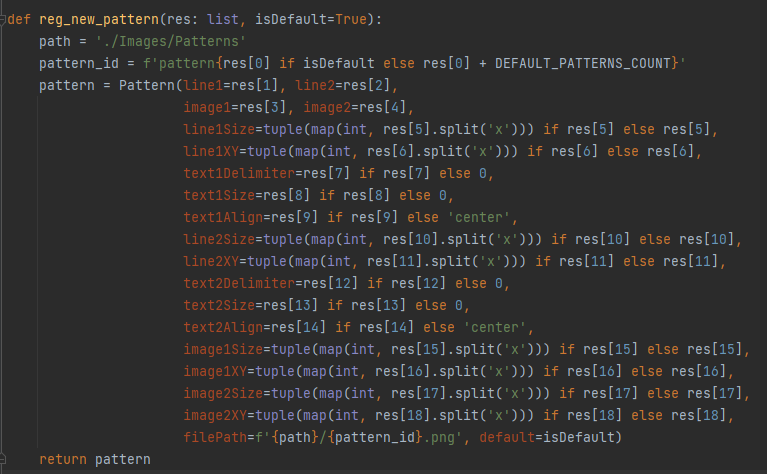 def reg_new_pattern(res: list, isDefault=True):
    path = './Images/Patterns'
    pattern_id = f'pattern{res[0] if isDefault else res[0] + DEFAULT_PATTERNS_COUNT}'
    pattern = Pattern(line1=res[1], line2=res[2],
                      image1=res[3], image2=res[4],
                      line1Size=tuple(map(int, res[5].split('x'))) if res[5] else res[5],
                      line1XY=tuple(map(int, res[6].split('x'))) if res[6] else res[6],
                      text1Delimiter=res[7] if res[7] else 0,
                      text1Size=res[8] if res[8] else 0,
                      text1Align=res[9] if res[9] else 'center',
                      line2Size=tuple(map(int, res[10].split('x'))) if res[10] else res[10],
                      line2XY=tuple(map(int, res[11].split('x'))) if res[11] else res[11],
                      text2Delimiter=res[12] if res[12] else 0,
                      text2Size=res[13] if res[13] else 0,
                      text2Align=res[14] if res[14] else 'center',
                      image1Size=tuple(map(int, res[15].split('x'))) if res[15] else res[15],
                      image1XY=tuple(map(int, res[16].split('x'))) if res[16] else res[16],
                      image2Size=tuple(map(int, res[17].split('x'))) if res[17] else res[17],
                      image2XY=tuple(map(int, res[18].split('x'))) if res[18] else res[18],
                      filePath=f'{path}/{pattern_id}.png', default=isDefault)
    return pattern